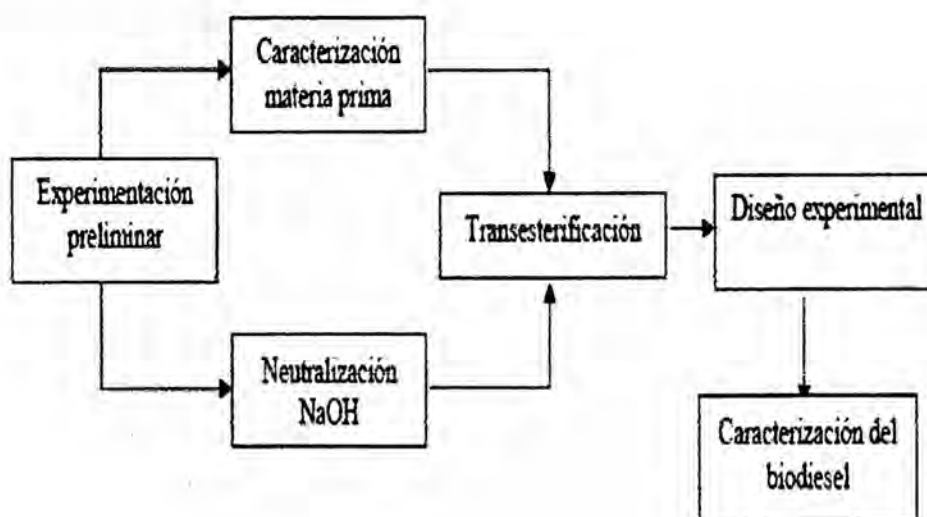 Caracterización
materia prima
Experimentación
preliminar
Transesterificación
Diseño experimental
Neutralización
NaOH
Caracterización del
biodiesel